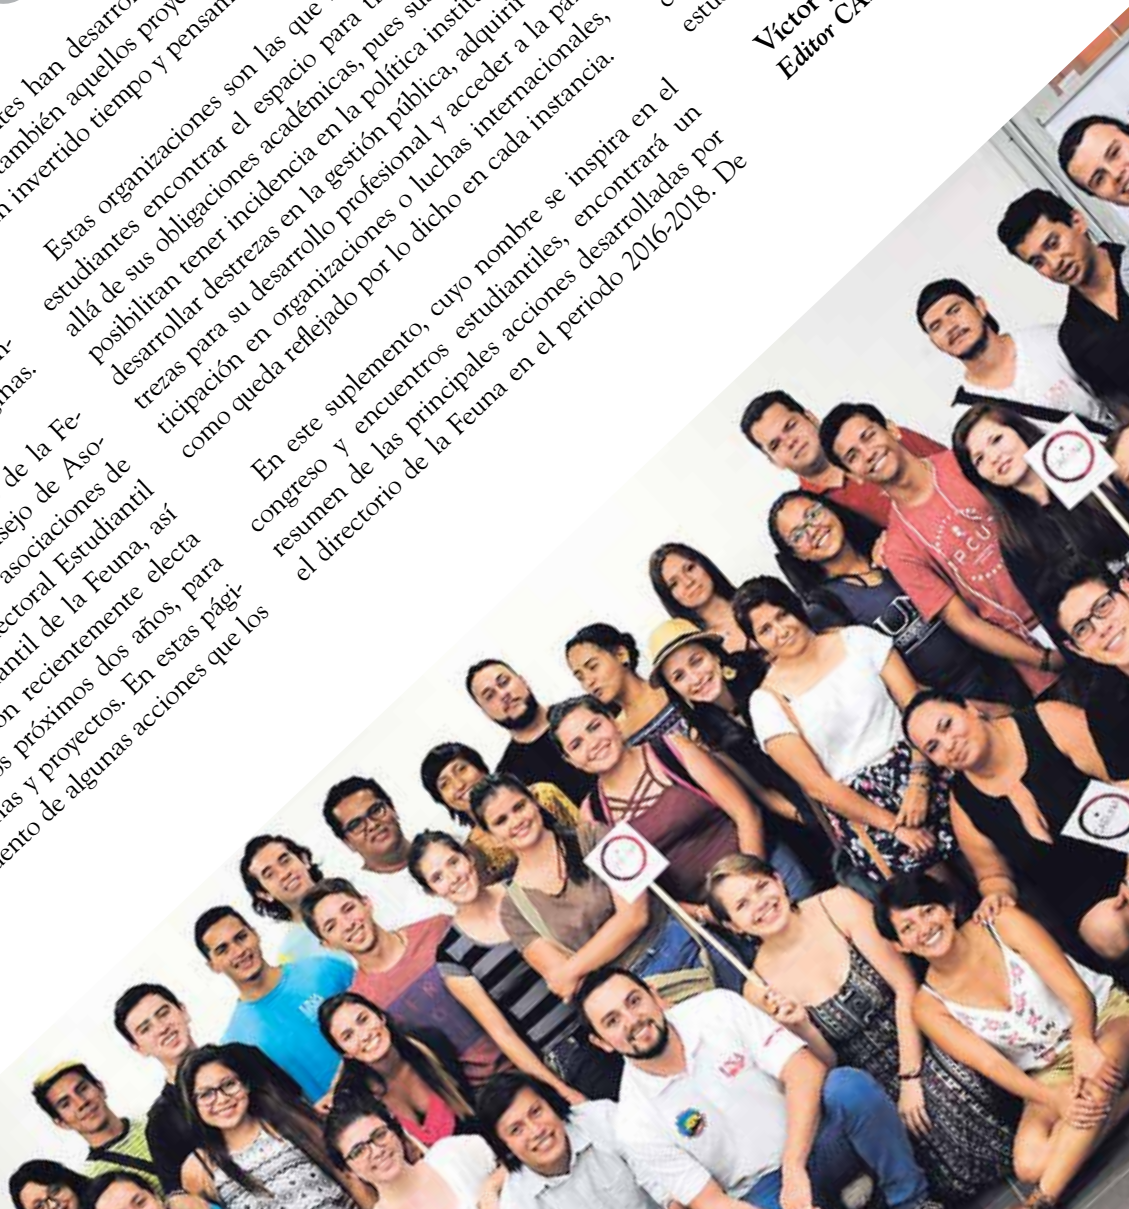 tes han desarro
también aquellos proye
n invertido tiempo y pensam
n-
nas.
de la Fe-
sejo de Aso-
asociaciones de
ectoral Estudiantil
antil de la Feuna, así
on recientemente electa
s próximos dos años, para
as y proyectos. En estas pági-
ento de algunas acciones que los
Estas organizaciones son las que
estudiantes encontrar el espacio para
allá de sus obligaciones académicas, pues su
posibilitan tener incidencia en la política instit
desarrollar destrezas en la gestión pública, adquirir
trezas para su desarrollo profesional y acceder a la pa
ticipación en organizaciones o luchas internacionales,
como queda reflejado por lo dicho en cada instancia.
En este suplemento, cuyo nombre se inspira en el
congreso y encuentros estudiantiles, encontrará un
resumen de las principales acciones desarrolladas por
el directorio de la Feuna en el periodo 2016-2018. De
estu
Víctor
Editor CA